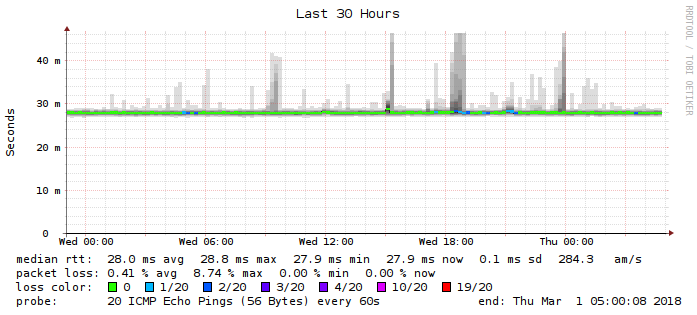 Last 30 Hours
RRDTOOL / TOBI OETIKER
Seconds
40 m
30 m
20 m
10 m
0
Wed 00:00 Wed 06:00 Wed 12:00 Wed 18:00 Thu 00:00
median rtt: 28.0 ms avg 28.8 ms max 27.9 ms min 27.9 ms now 0.1 ms sd 284.3 am/s
packet loss: 0.41 % avg 8.74 % max 0.00 % min 0.00 % now
loss color: 0 1/20 2/20 3/20 4/20 10/20 19/20
probe: 20 ICMP Echo Pings (56 Bytes) every 60s end: Thu Mar 1 05:00:08 2018